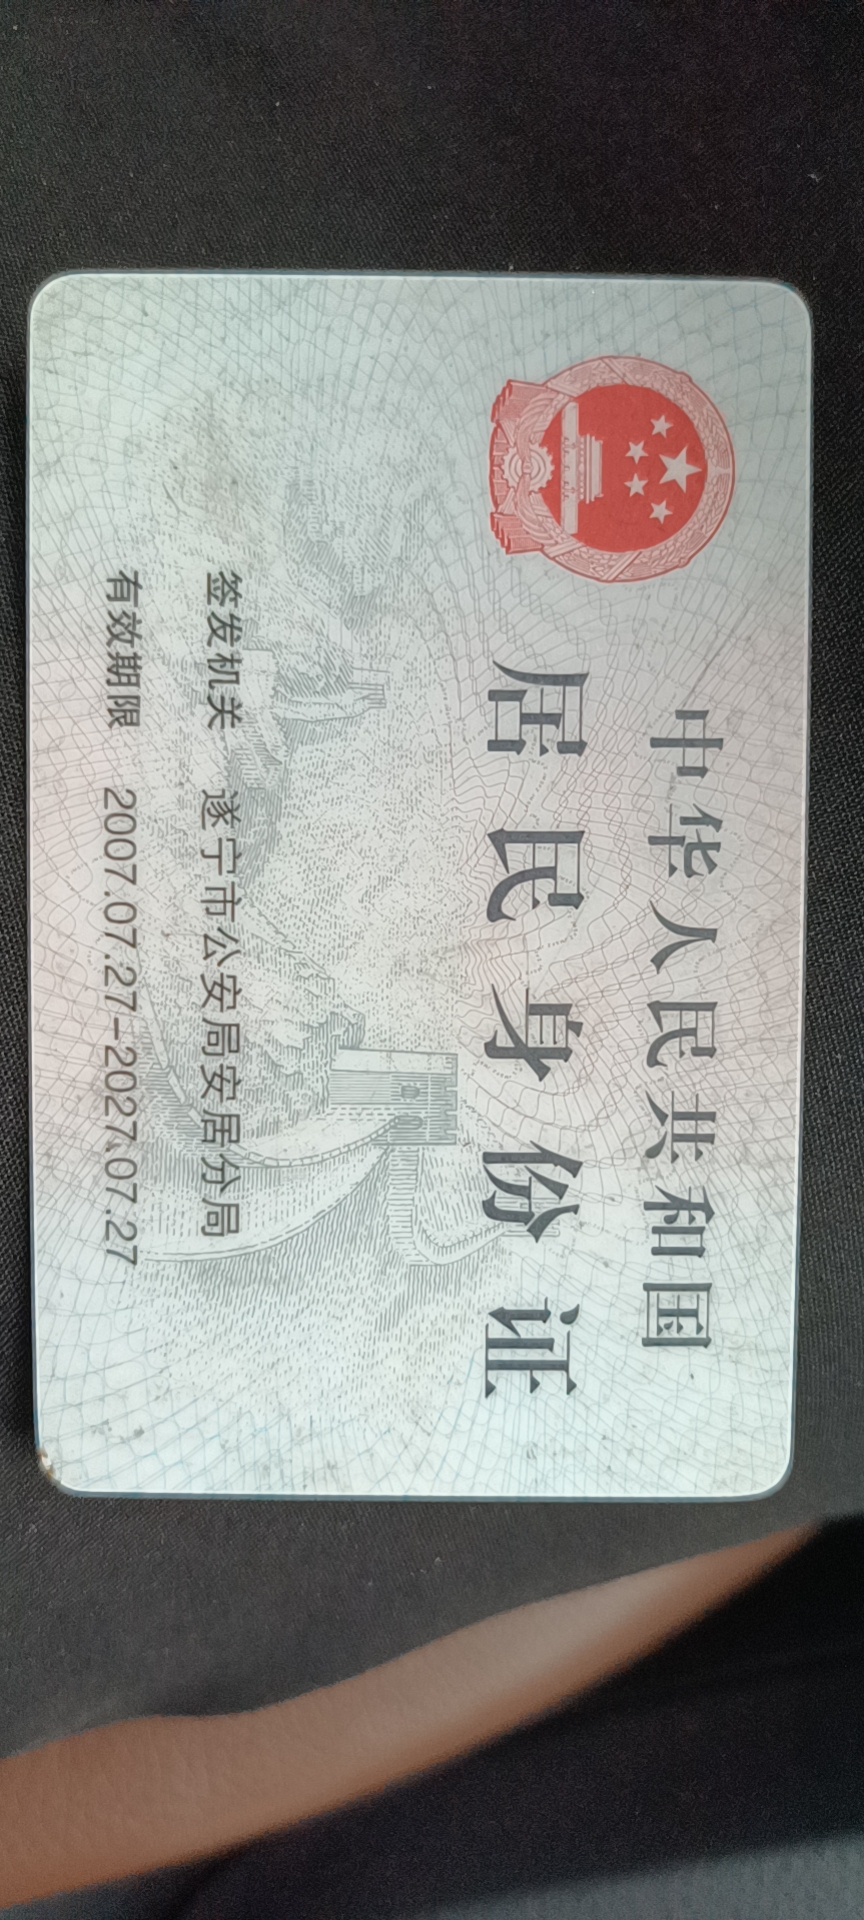 中华人民共和国
居民身份证
签发机关 遂宁市公安局安居分局
有效期限 2007.07.27-2027.07.27